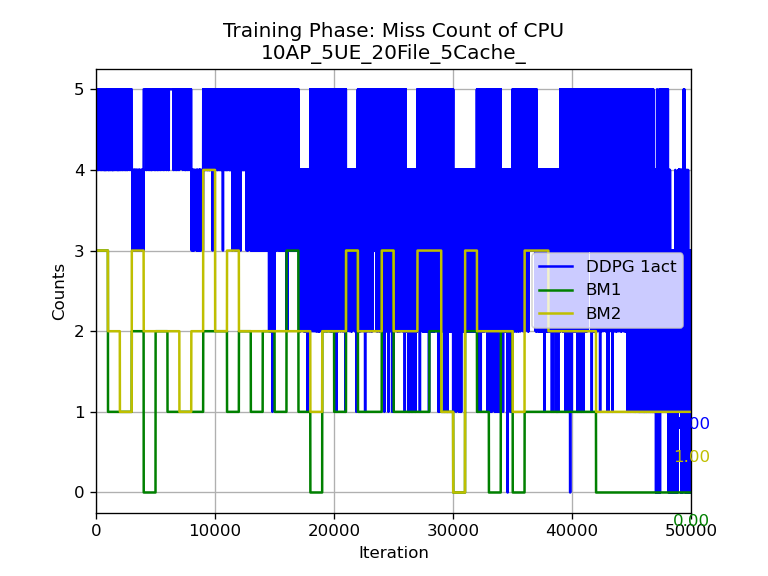 Training Phase: Miss Count of CPU
10AP_5UE_20File_5Cache_
5
4
3
2
1
0
Counts
DDPG 1act
BM1
BM2
.00
1.00
0.00
0
10000
20000
30000
40000
50000
Iteration